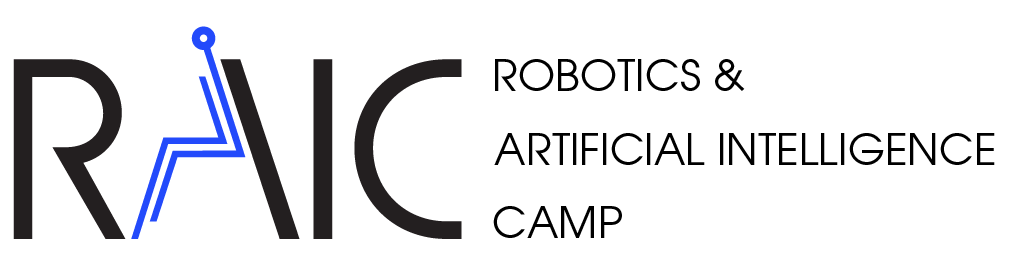 RAIC
ROBOTICS &
ARTIFICIAL INTELLIGENCE
CAMP